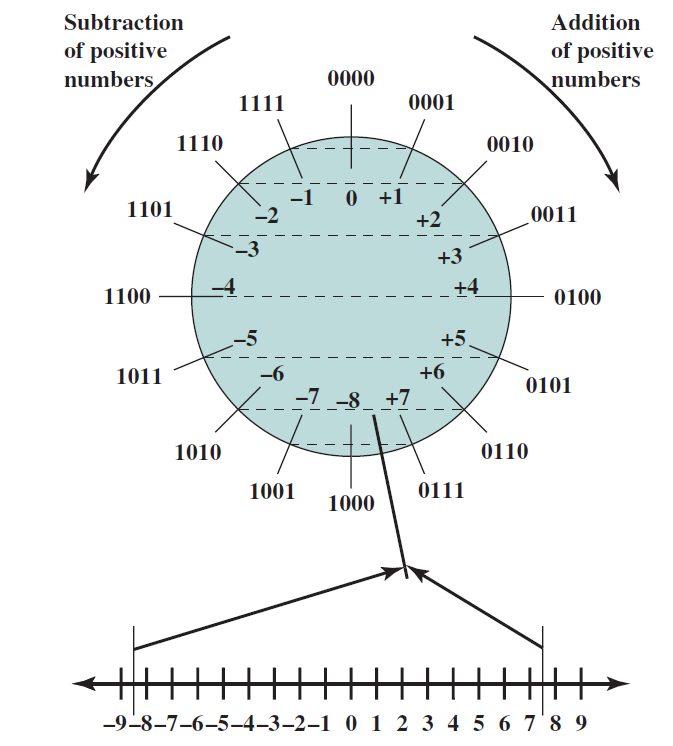 Subtraction
of positive
numbers
Addition
of positive
numbers
0000
1111
0001
1110
0010
1101
0011
1100
0100
1011
0101
1010
0110
1001
0111
1000
–1 0 +1
–2
+2
–3
+3
–4
+4
–5
+5
–6
+6
–7 –8 +7
–9–8–7–6–5–4–3–2–1 0 1 2 3 4 5 6 7 8 9